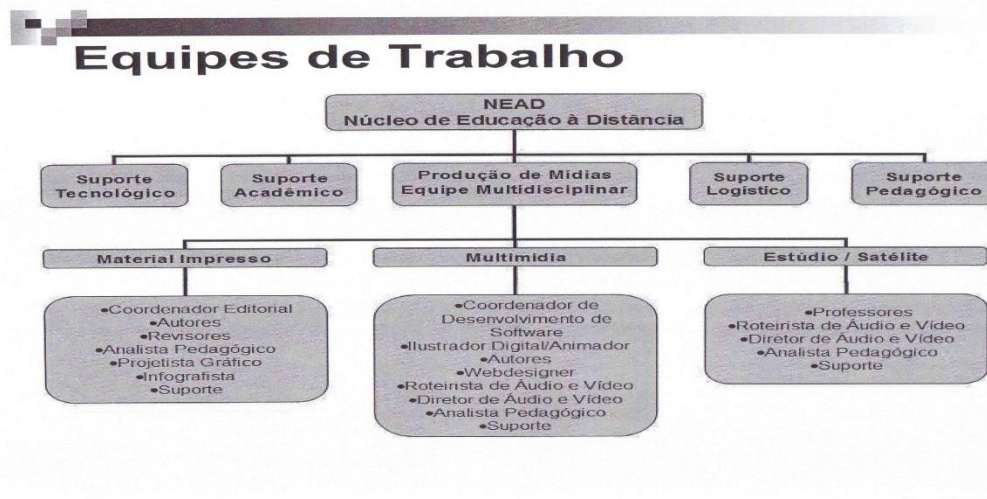 Equipes de Trabalho
NEAD
Núcleo de Educação à Distância
Suporte
Tecnológico
Suporte
Acadêmico
Produção de Mídias
Equipe Multidisciplinar
Suporte
Logístico
Suporte
Pedagógico
Material Impresso
•Coordenador Editorial
•Autores
•Revisores
•Analista Pedagógico
•Projetista Gráfico
•Infografista
•Suporte
Multimídia
•Coordenador de
Desenvolvimento de
Software
•Ilustrador Digital/Animador
•Autores
•Webdesigner
•Roteirista de Áudio e Vídeo
•Diretor de Áudio e Vídeo
•Analista Pedagógico
•Suporte
Estúdio / Satélite
•Professores
•Roteirista de Áudio e Vídeo
•Diretor de Áudio e Vídeo
•Analista Pedagógico
•Suporte